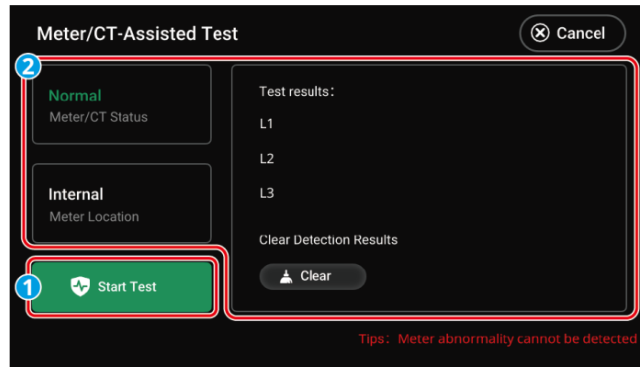 Meter/CT-Assisted Test
Cancel
2
Normal
Meter/CT Status
Internal
Meter Location
1
Start Test
Test results:
L1
L2
L3
Clear Detection Results
Clear
Tips: Meter abnormality cannot be detected